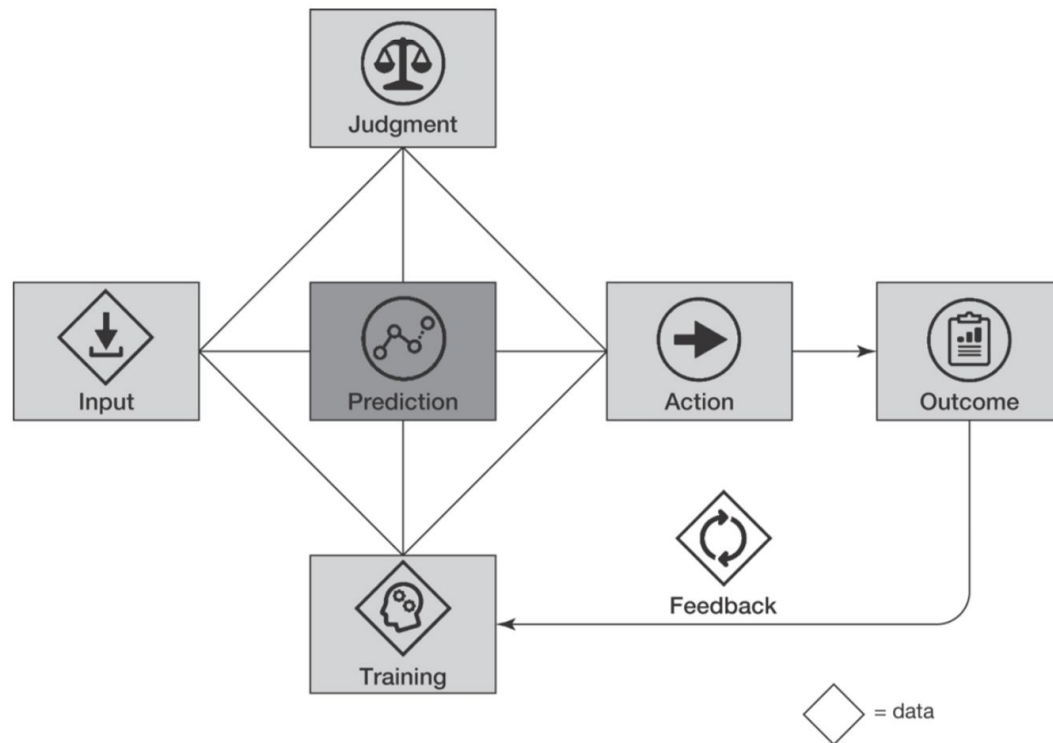 Judgment
Input
Prediction
Action
Outcome
Feedback
Training
= data